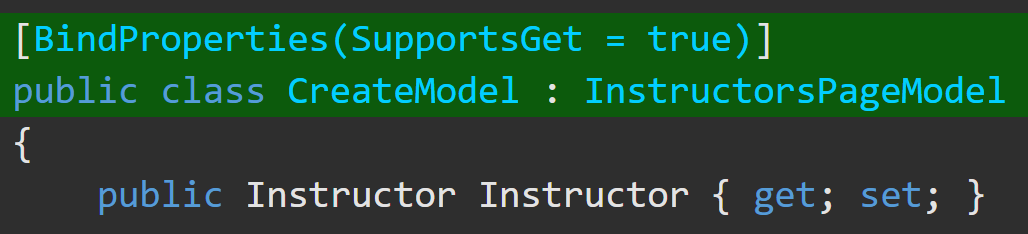 [BindProperties(SupportsGet = true)]
public class CreateModel : InstructorsPageModel
{
    public Instructor Instructor { get; set; }